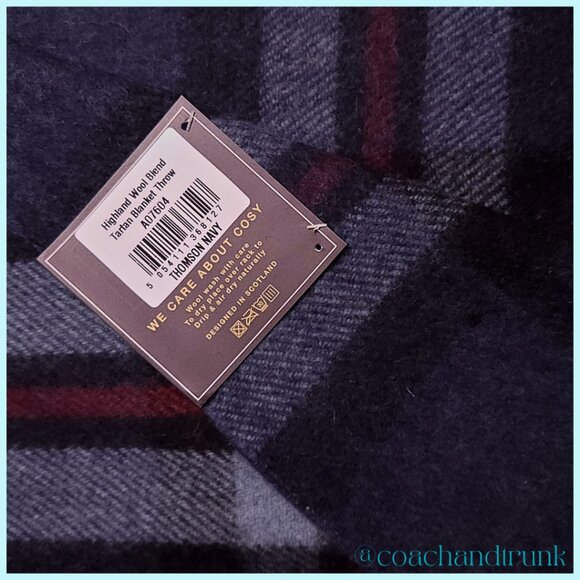 Highland Wool Blend
Tartan Blanket Throw
A07604
5 054111 368127
THOMSON NAVY
WE CARE ABOUT COSY
Wool wash with care
To dry place over rack to
Drip & air dry naturally
DESIGNED IN SCOTLAND
@coachandtrunk